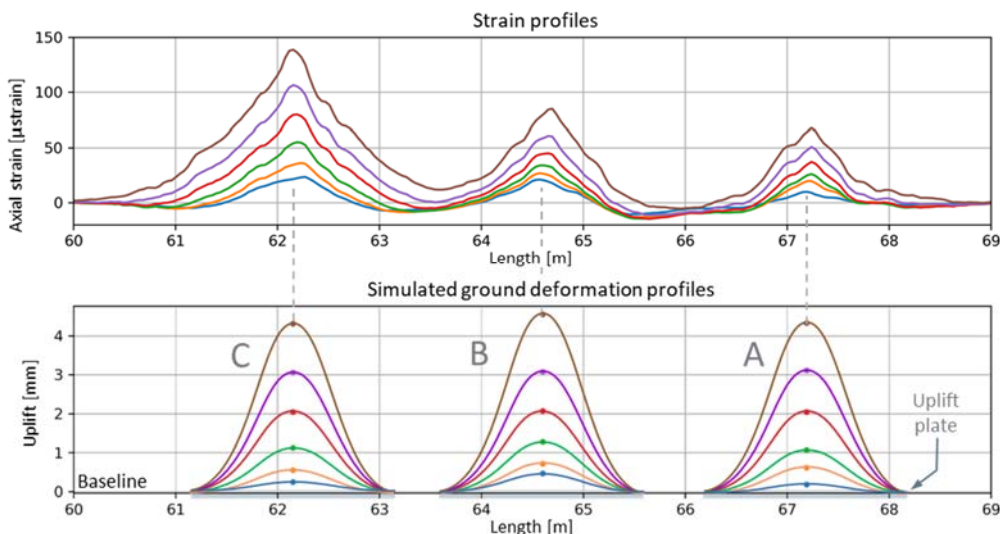 Strain profiles
150
100
50
0
Axial strain [µstrain]
60 61 62 63 64 65 66 67 68 69
Length [m]
Simulated ground deformation profiles
4
3
2
1
0
Uplift (mm)
C
B
A
Uplift
plate
Baseline
60 61 62 63 64 65 66 67 68 69
Length [m]